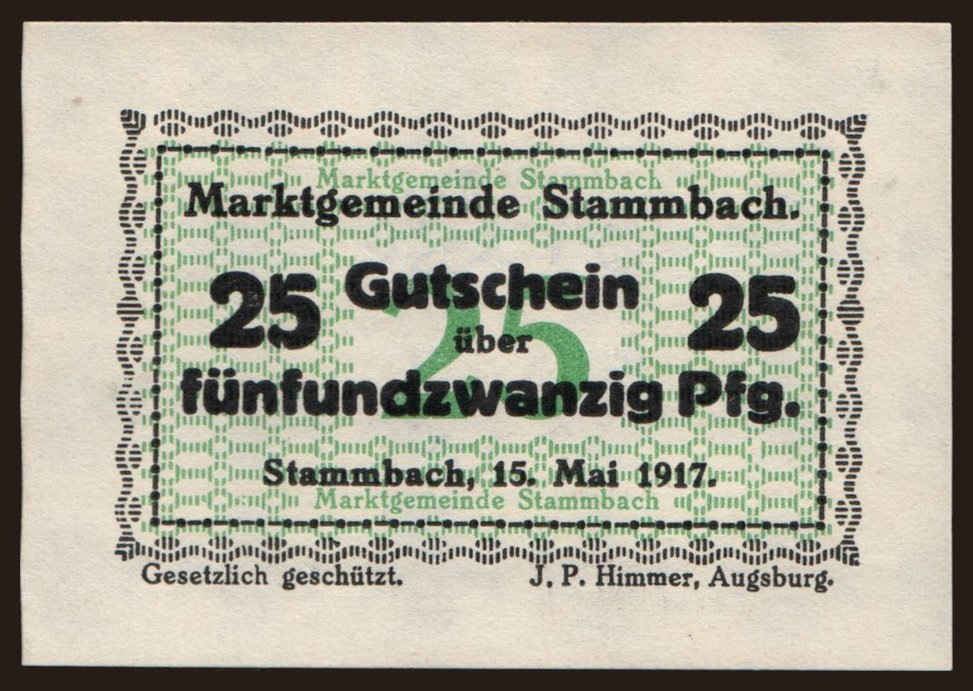 Marktgemeinde Stammbach
Marktgemeinde Stammbach.
25 Gutschein 25
über
25
fünfundzwanzig Pfg.
Stammbach, 15. Mai 1917.
Marktgemeinde Stammbach
Gesetzlich geschützt. J. P. Himmer, Augsburg.